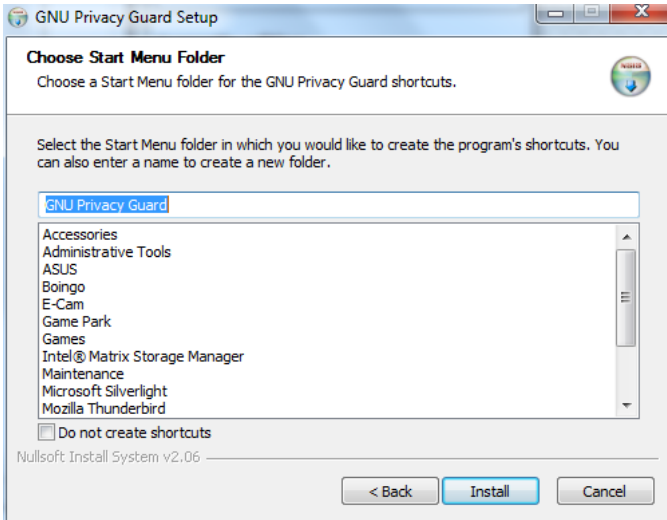 GNU Privacy Guard Setup
Choose Start Menu Folder
Choose a Start Menu folder for the GNU Privacy Guard shortcuts.
Select the Start Menu folder in which you would like to create the program's shortcuts. You
can also enter a name to create a new folder.
GNU Privacy Guard
Accessories
Administrative Tools
ASUS
Boingo
E-Cam
Game Park
Games
Intel® Matrix Storage Manager
Maintenance
Microsoft Silverlight
Mozilla Thunderbird
Do not create shortcuts
Nullsoft Install System v2.06
< Back
Install
Cancel